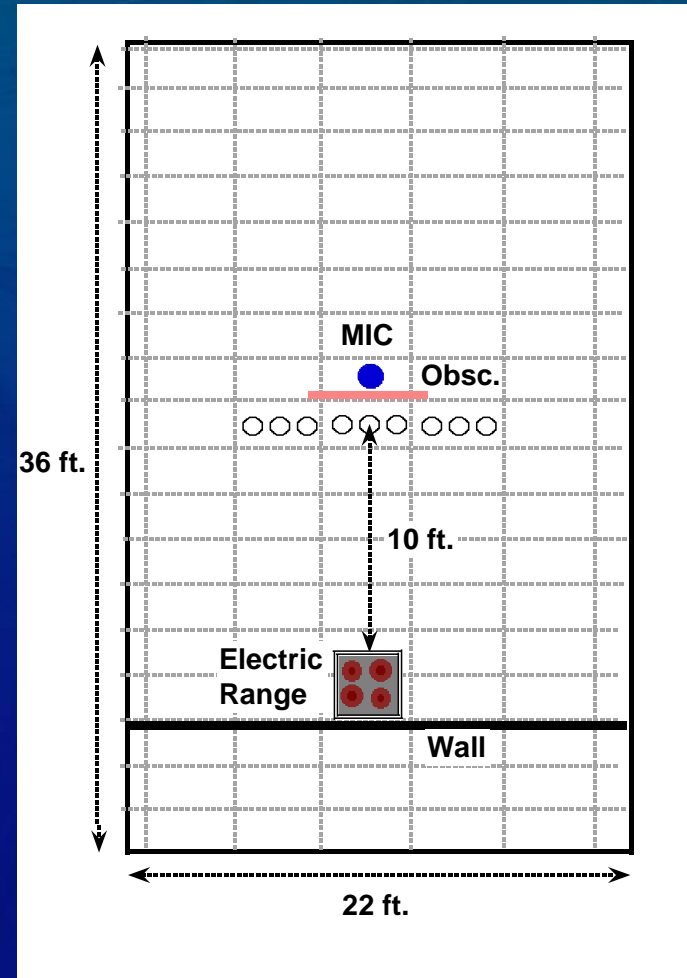 MIC
Obsc.
36 ft.
10 ft.
Electric
Range
Wall
22 ft.